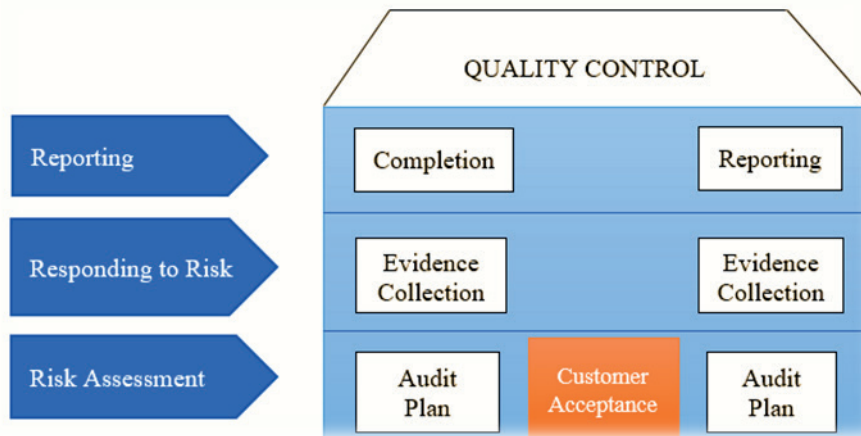 QUALITY CONTROL
Reporting
Completion
Reporting
Responding to Risk
Evidence
Collection
Evidence
Collection
Risk Assessment
Audit
Plan
Customer
Acceptance
Audit
Plan